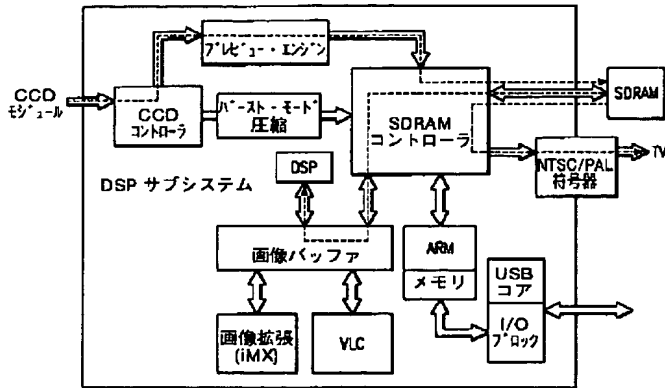 プレビュー・エンジン
CCD
モジュール
CCD
コントローラ
バースト・モード
圧縮
SDRAM
コントローラ
SDRAM
NTSC/PAL
符号器
TV
DSP サブシステム
DSP
画像バッファ
ARM
メモリ
USB
コア
I/O
ブロック
画像拡張
(iMX)
VLC